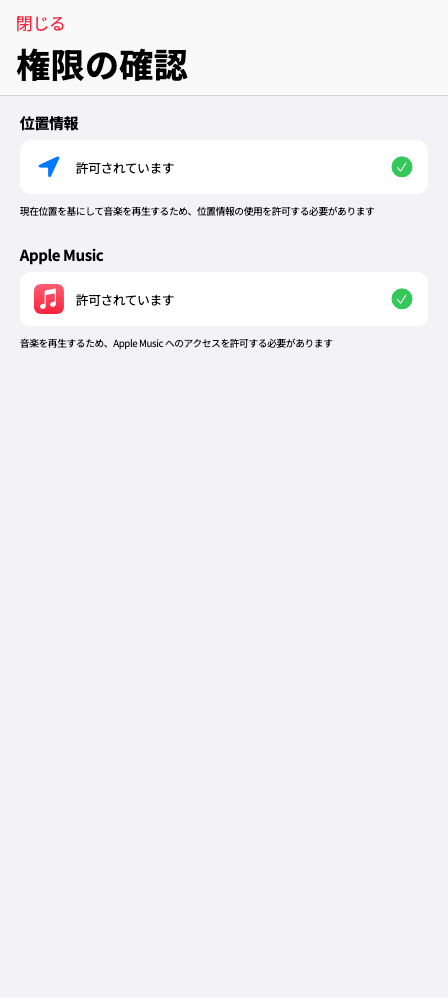 閉じる
権限の確認
位置情報
許可されています
現在位置を基にして音楽を再生するため、位置情報の使用を許可する必要があります
Apple Music
許可されています
音楽を再生するため、Apple Music へのアクセスを許可する必要があります